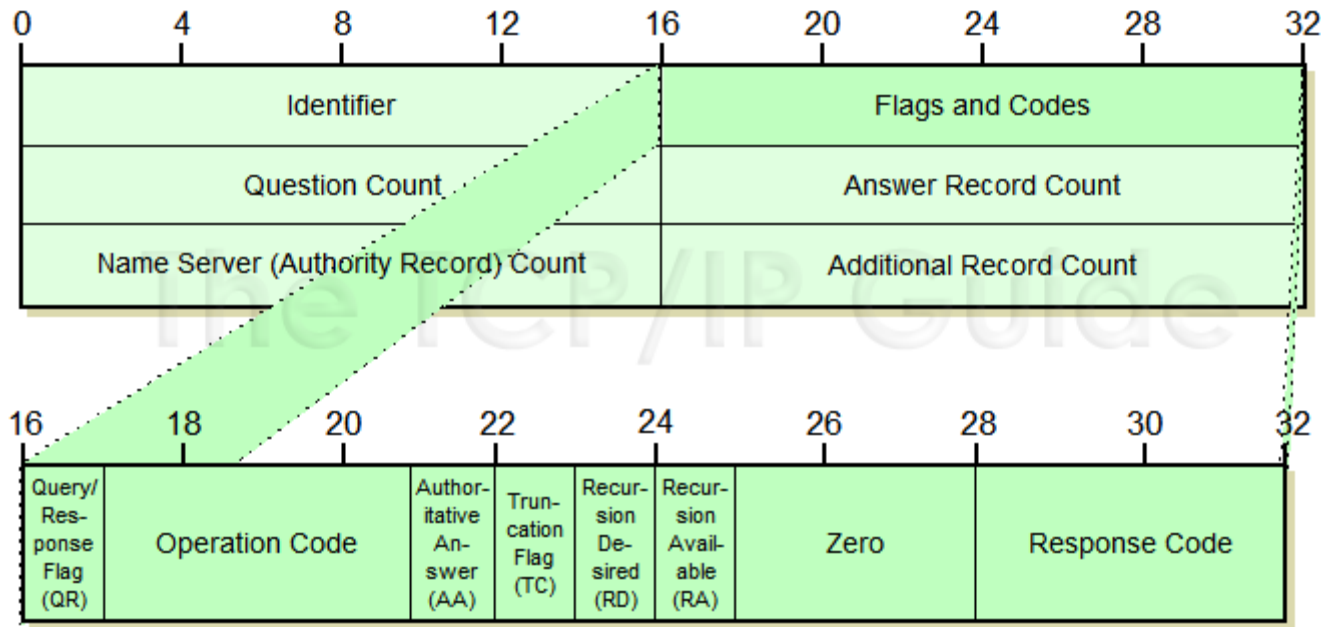 0 4 8 12 16 20 24 28 32
Identifier
Flags and Codes
Question Count
Answer Record Count
Name Server (Authority Record) Count
Additional Record Count
The TCP/IP Guide
16 18 20 22 24 26 28 30 32
Query/
Res-
ponse
Flag
(QR)
Operation Code
Author-
itative
An-
swer
(AA)
Trun-
cation
Flag
(TC)
Recur-
sion
De-
sired
(RD)
Recur-
sion
Avail-
able
(RA)
Zero
Response Code